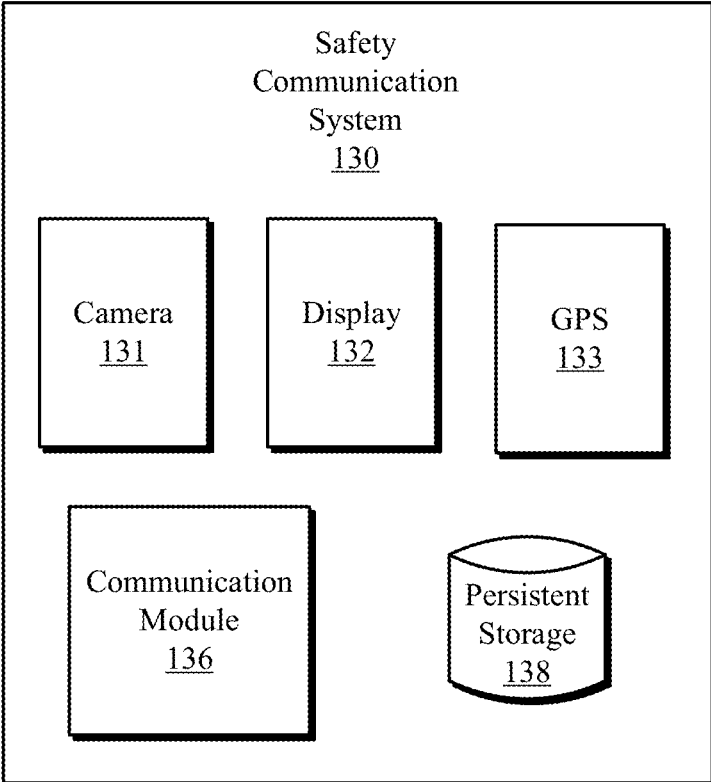 Safety
Communication
System
130
Camera
131
Display
132
GPS
133
Communication
Module
136
Persistent
Storage
138